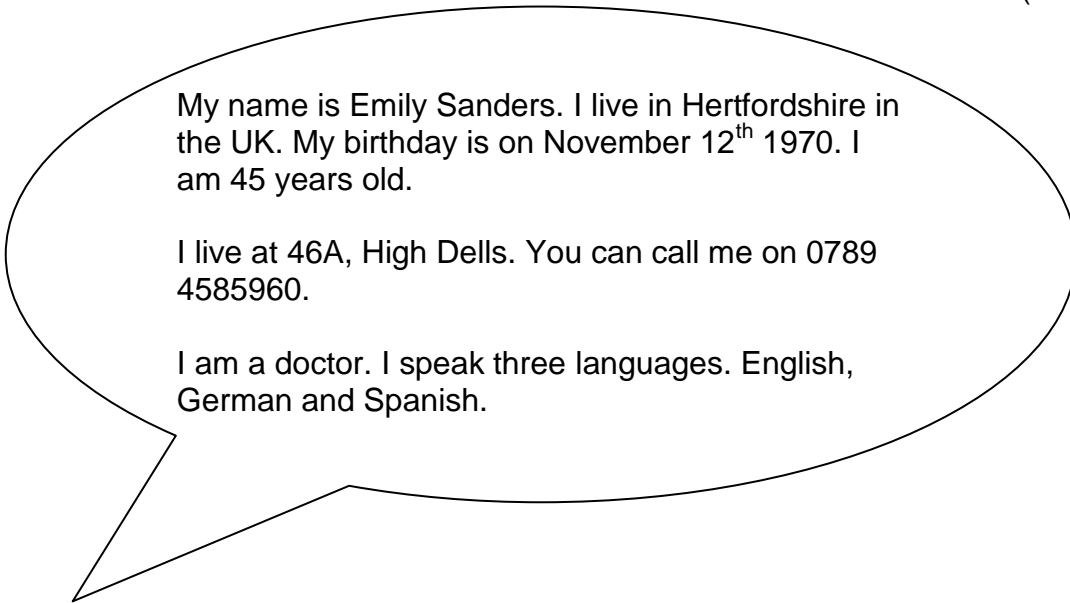 My name is Emily Sanders. I live in Hertfordshire in
the UK. My birthday is on November 12th 1970. I
am 45 years old.
I live at 46A, High Dells. You can call me on 0789
4585960.
I am a doctor. I speak three languages. English,
German and Spanish.